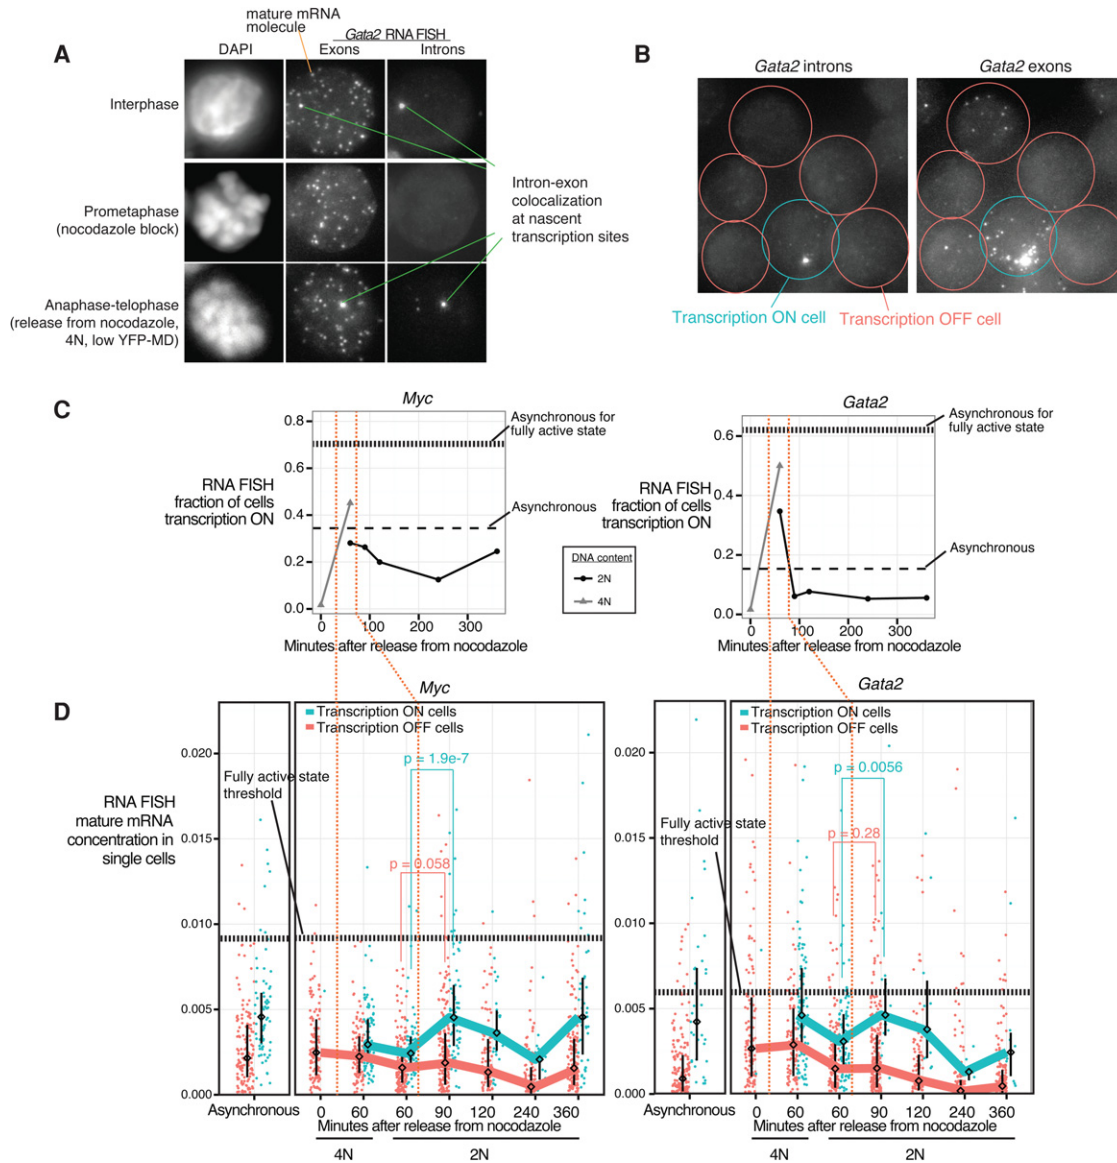 A
mature mRNA
molecule
Gata2 RNA FISH
DAPI
Exons
Introns
Interphase
Prometaphase
(nocodazole block)
Anaphase-telophase
(release from nocodazole,
4N, low YFP-MD)
Intron-exon
colocalization
at nascent
transcription sites
B
Gata2 introns
Gata2 exons
Transcription ON cell
Transcription OFF cell
C
Myc
RNA FISH
fraction of cells
transcription ON
0.8
0.6
0.4
0.2
0.0
0
100
200
300
Minutes after release from nocodazole
Asynchronous for
fully active state
Asynchronous
DNA content
2N
4N
Gata2
RNA FISH
fraction of cells
transcription ON
0.6
0.4
0.2
0.0
0
100
200
300
Minutes after release from nocodazole
Asynchronous for
fully active state
Asynchronous
D
Myc
RNA FISH
mature mRNA
concentration in
single cells
0.020
0.015
0.010
0.005
0.000
Transcription ON cells
Transcription OFF cells
p = 1.9e-7
p = 0.058
Fully active state
threshold
Asynchronous
0
60
60
90
120
240
360
Minutes after release from nocodazole
4N
2N
Gata2
0.020
0.015
0.010
0.005
0.000
Transcription ON cells
Transcription OFF cells
p = 0.0056
p = 0.28
Fully active state
threshold
Asynchronous
0
60
60
90
120
240
360
Minutes after release from nocodazole
4N
2N